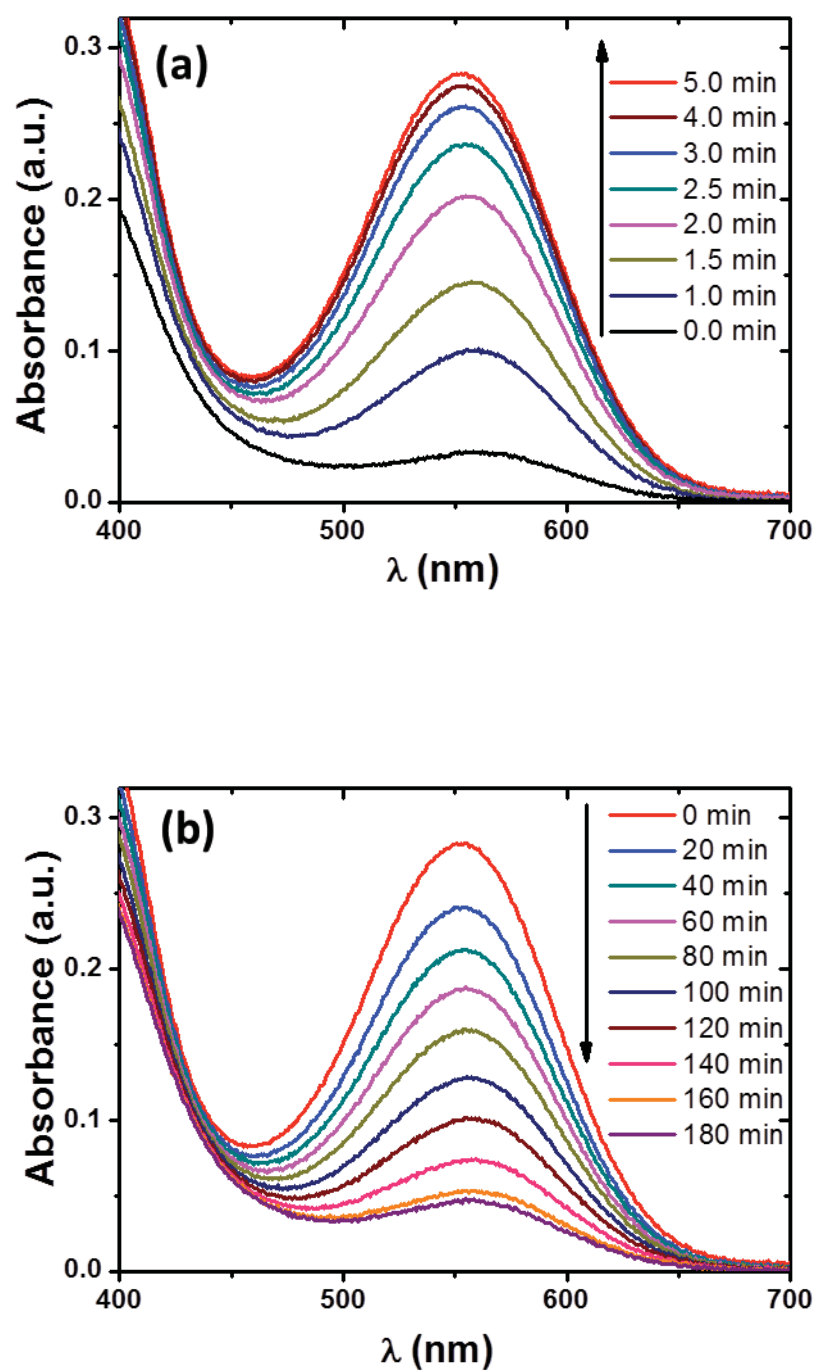 (a)
0.3
0.2
0.1
0.0
Absorbance (a.u.)
5.0 min
4.0 min
3.0 min
2.5 min
2.0 min
1.5 min
1.0 min
0.0 min
400
500
600
700
λ (nm)
(b)
0.3
0.2
0.1
0.0
Absorbance (a.u.)
0 min
20 min
40 min
60 min
80 min
100 min
120 min
140 min
160 min
180 min
400
500
600
700
λ (nm)